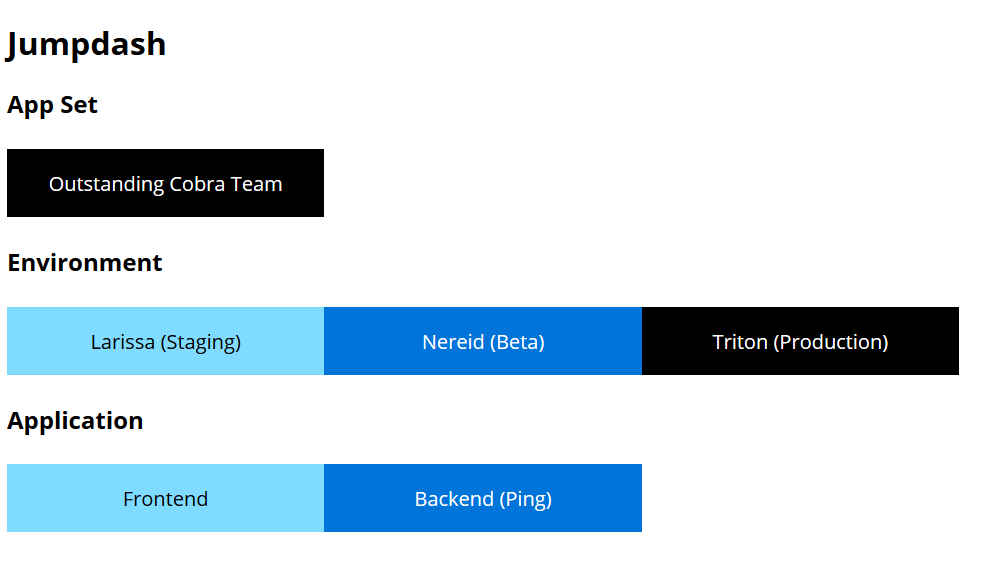 Jumpdash
App Set
Outstanding Cobra Team
Environment
Larissa (Staging) Nereid (Beta) Triton (Production)
Application
Frontend Backend (Ping)